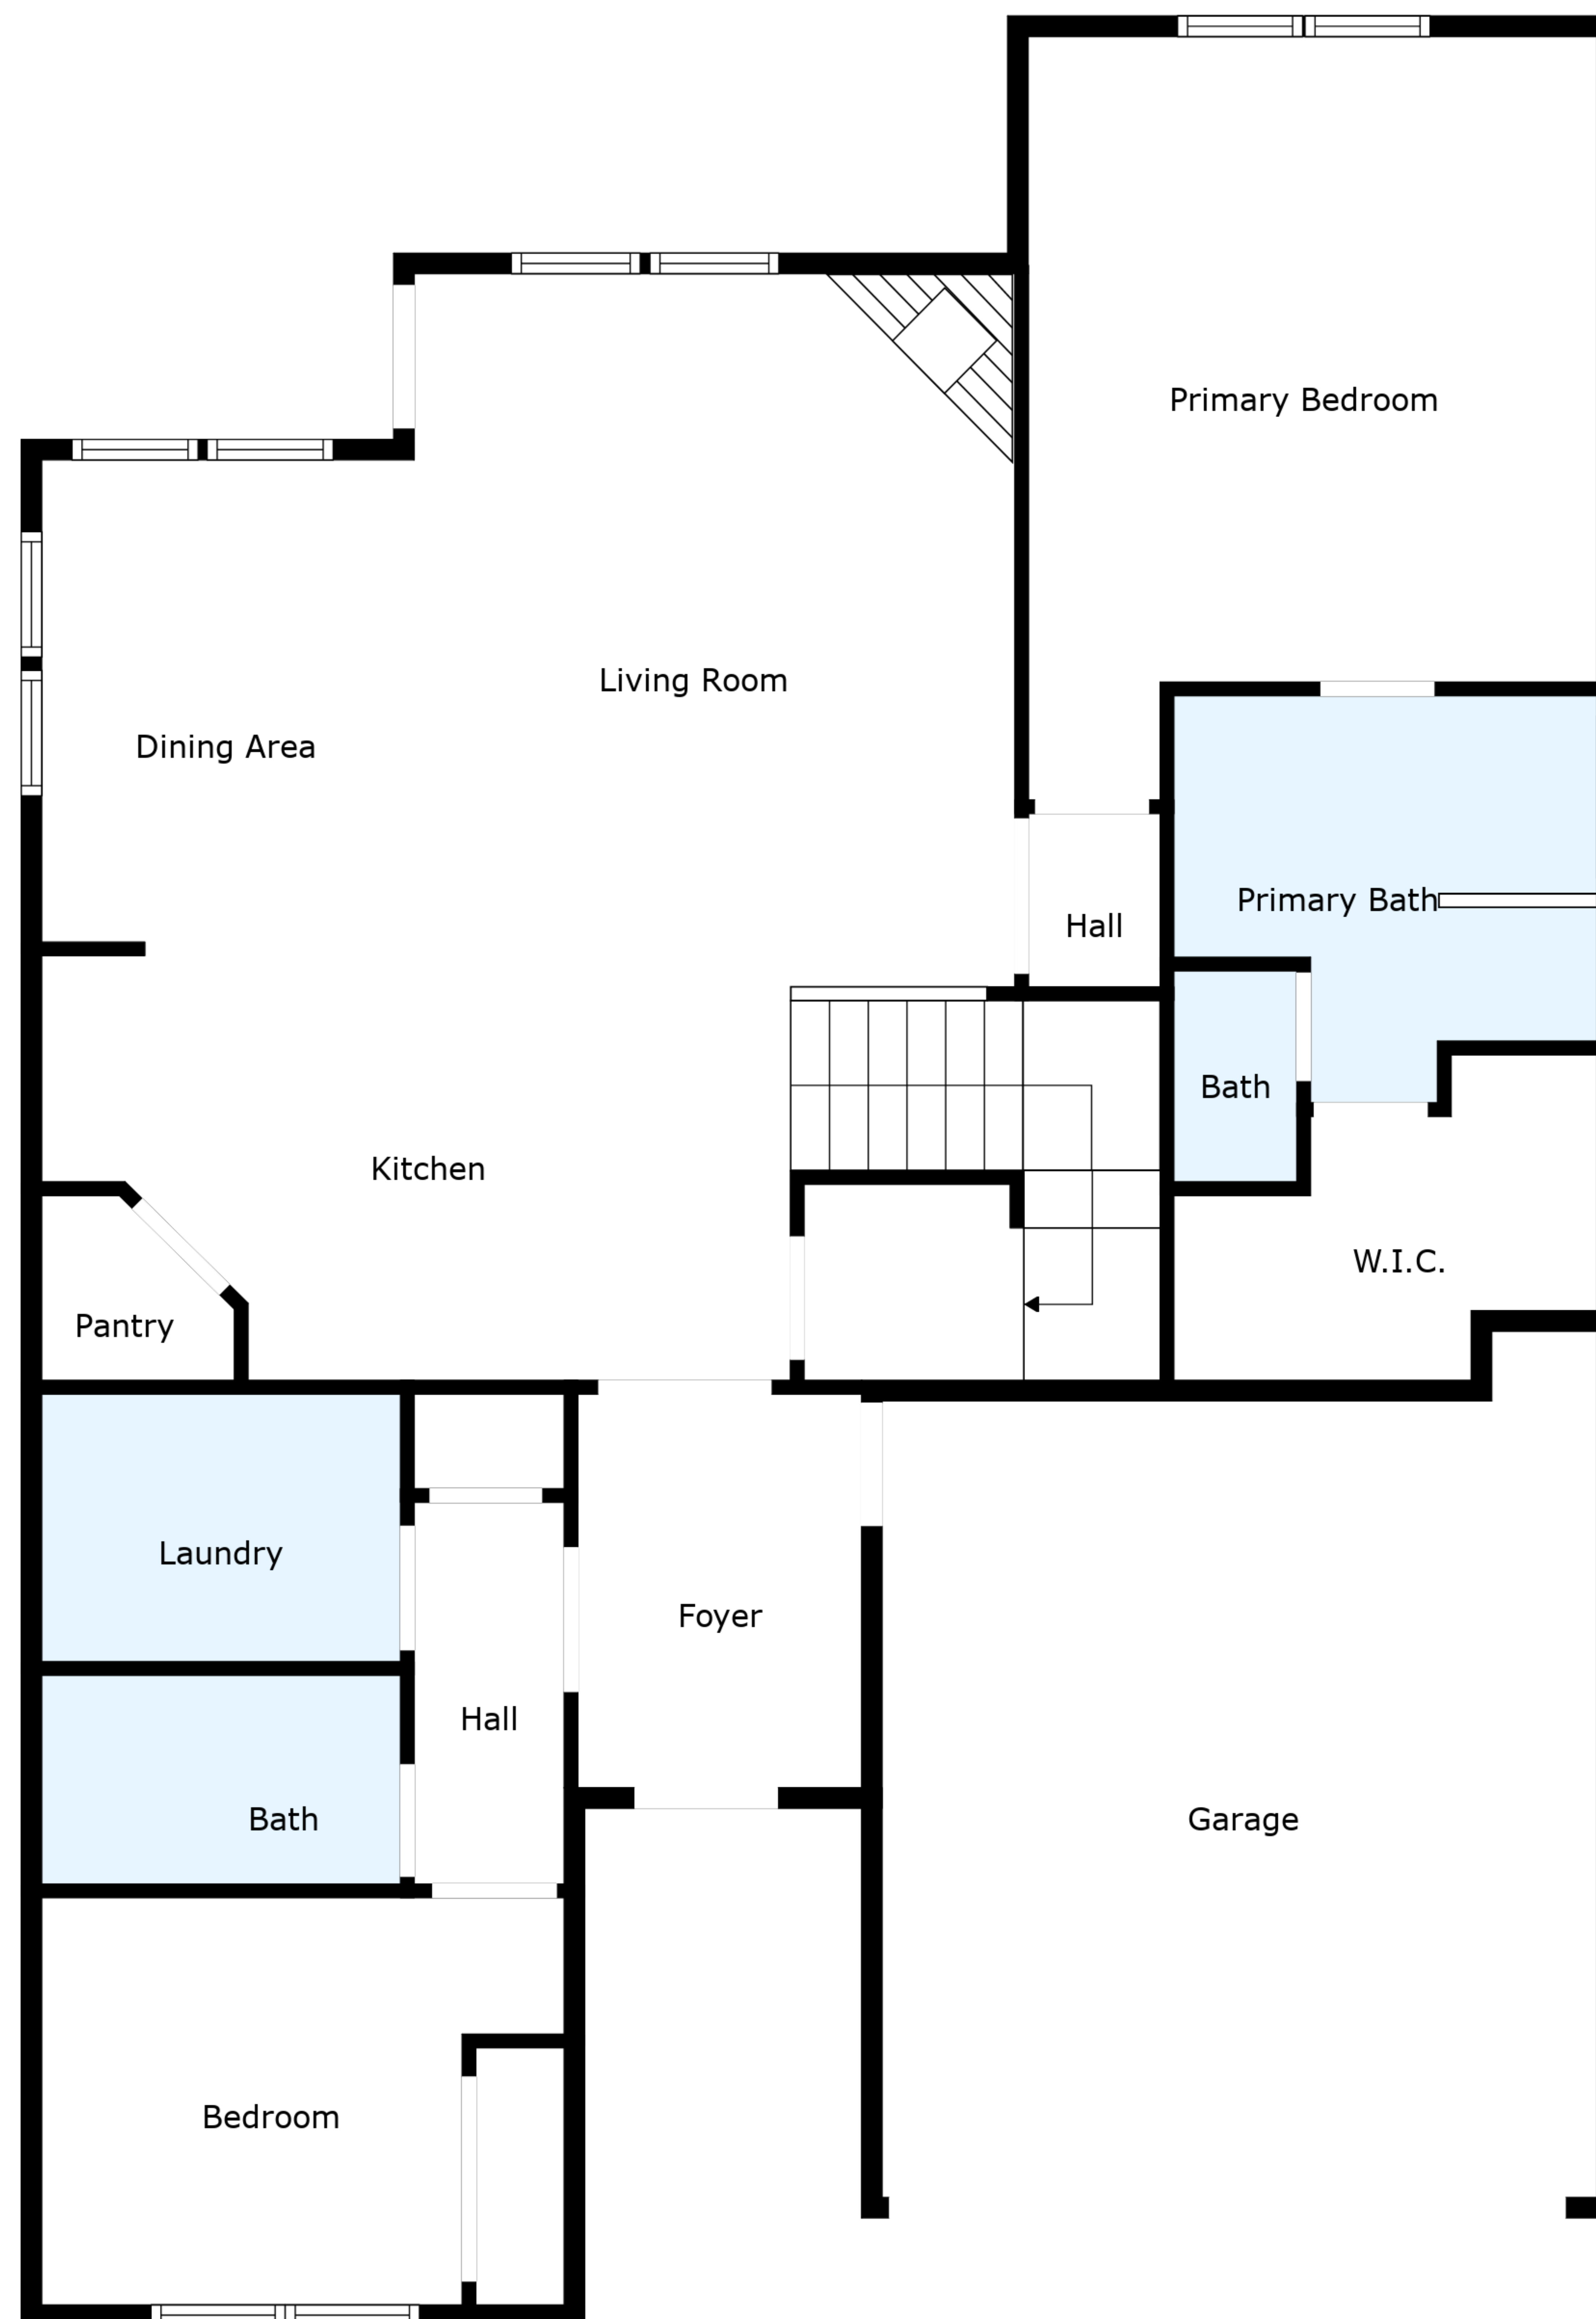 Primary Bedroom
Living Room
Dining Area
Primary Bath
Hall
Bath
Kitchen
W.I.C.
Pantry
Laundry
Foyer
Hall
Bath
Garage
Bedroom